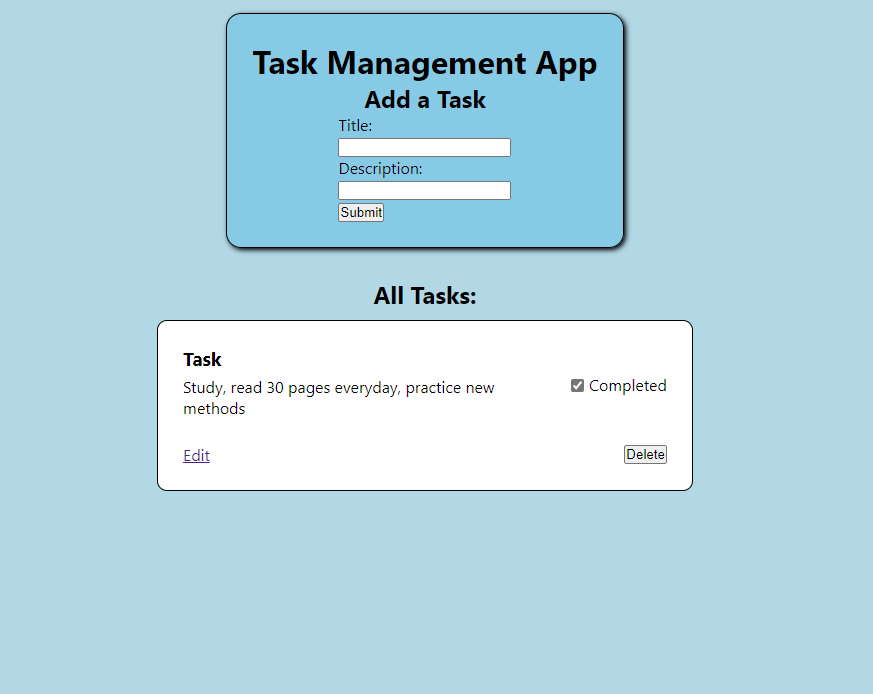 Task Management App
Add a Task
Title:
Description:
Submit
All Tasks:
Task
Study, read 30 pages everyday, practice new
methods
Completed
Edit
Delete